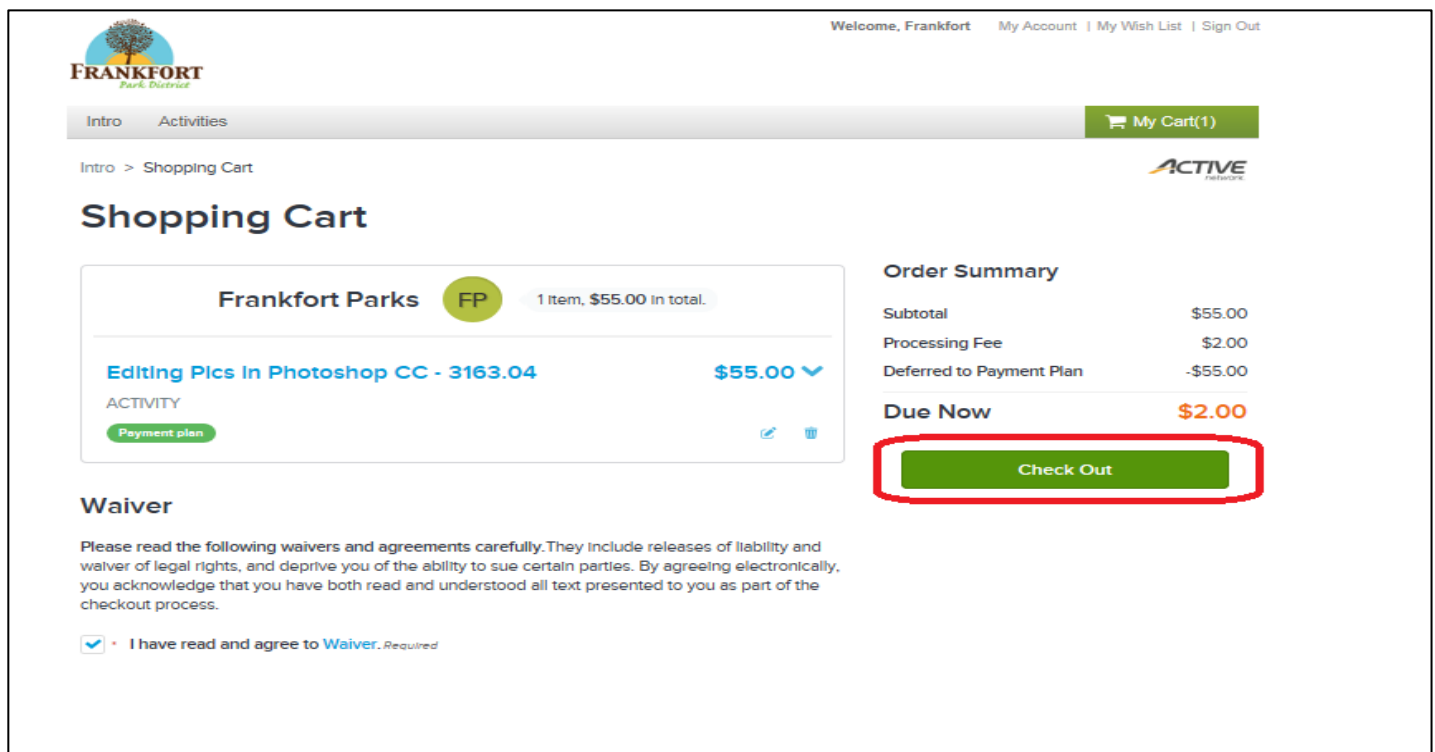 Welcome, Frankfort My Account | My Wish List | Sign Out
FRANKFORT
Park District
Intro Activities
My Cart(1)
Intro > Shopping Cart
ACTIVE
network.
Shopping Cart
Frankfort Parks FP 1 item, $55.00 in total.
Editing Pics in Photoshop CC - 3163.04 $55.00
ACTIVITY
Payment plan
Order Summary
Subtotal $55.00
Processing Fee $2.00
Deferred to Payment Plan -$55.00
Due Now $2.00
Check Out
Waiver
Please read the following waivers and agreements carefully.They include releases of liability and
waiver of legal rights, and deprive you of the ability to sue certain parties. By agreeing electronically,
you acknowledge that you have both read and understood all text presented to you as part of the
checkout process.
* I have read and agree to Waiver. Required